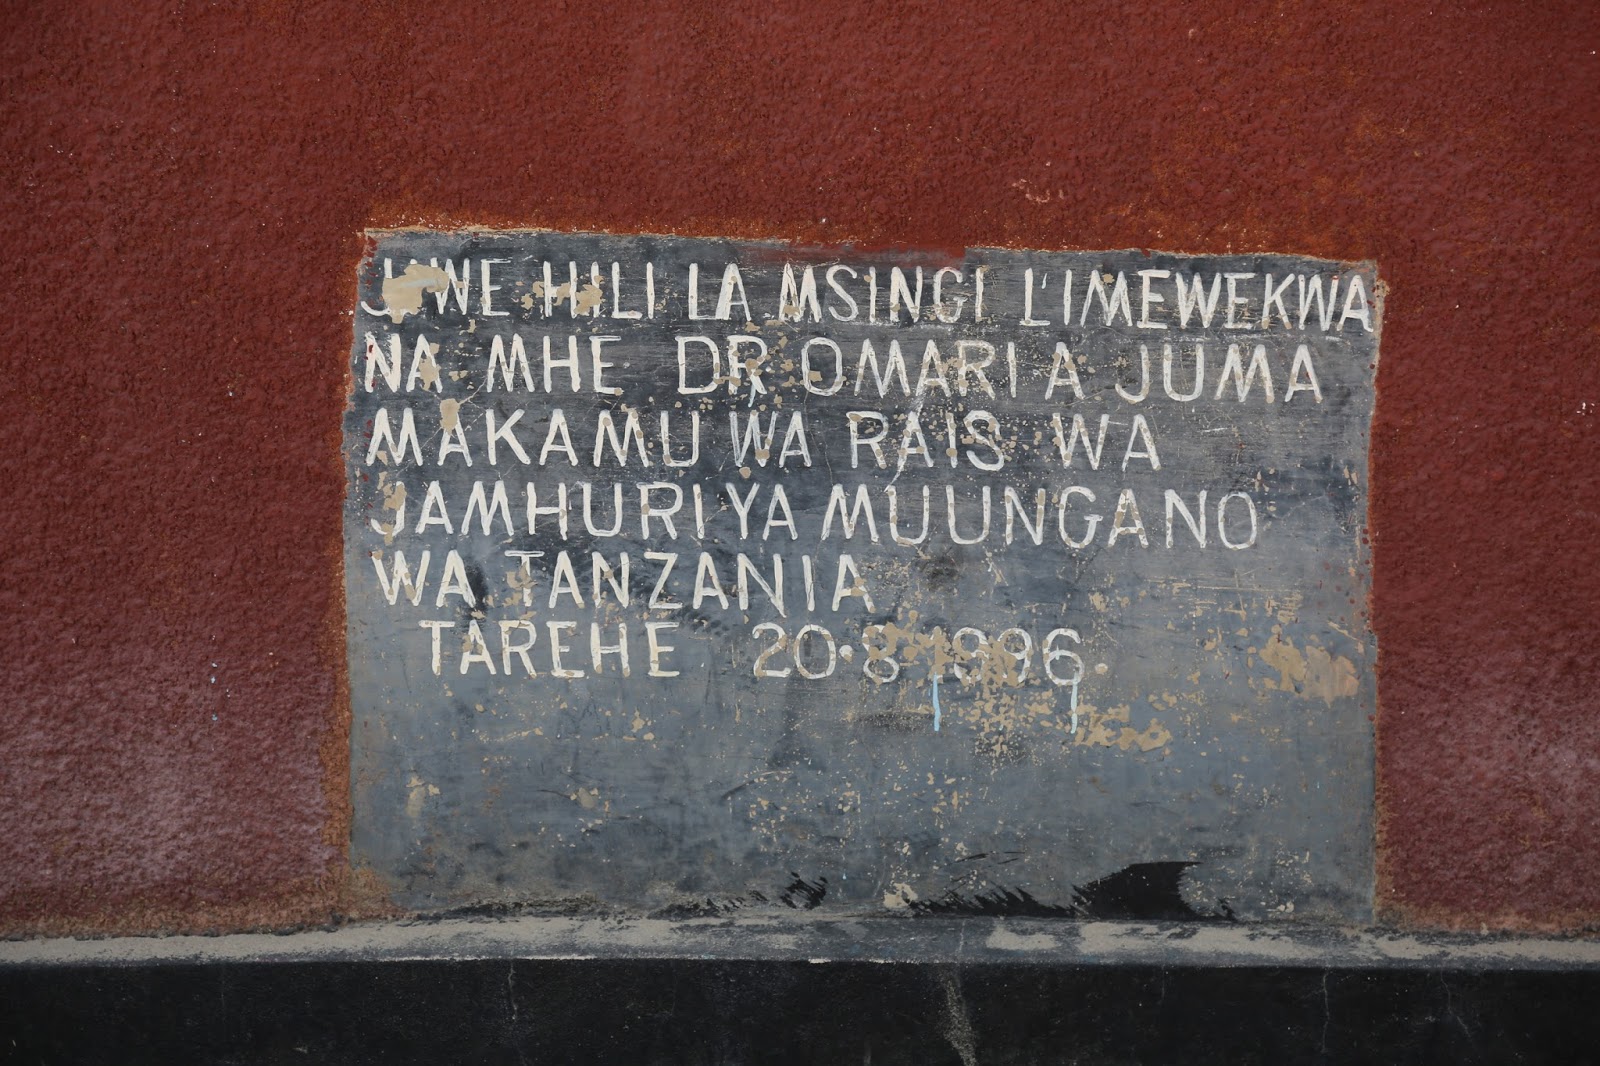 JIWE HILI LA MSINGI LIMEWEKWA
NA MHE DR OMARI A JUMA
MAKAMU WA RAIS WA
JAMHURI YA MUUNGANO
WA TANZANIA
TAREHE 20.8.1996.